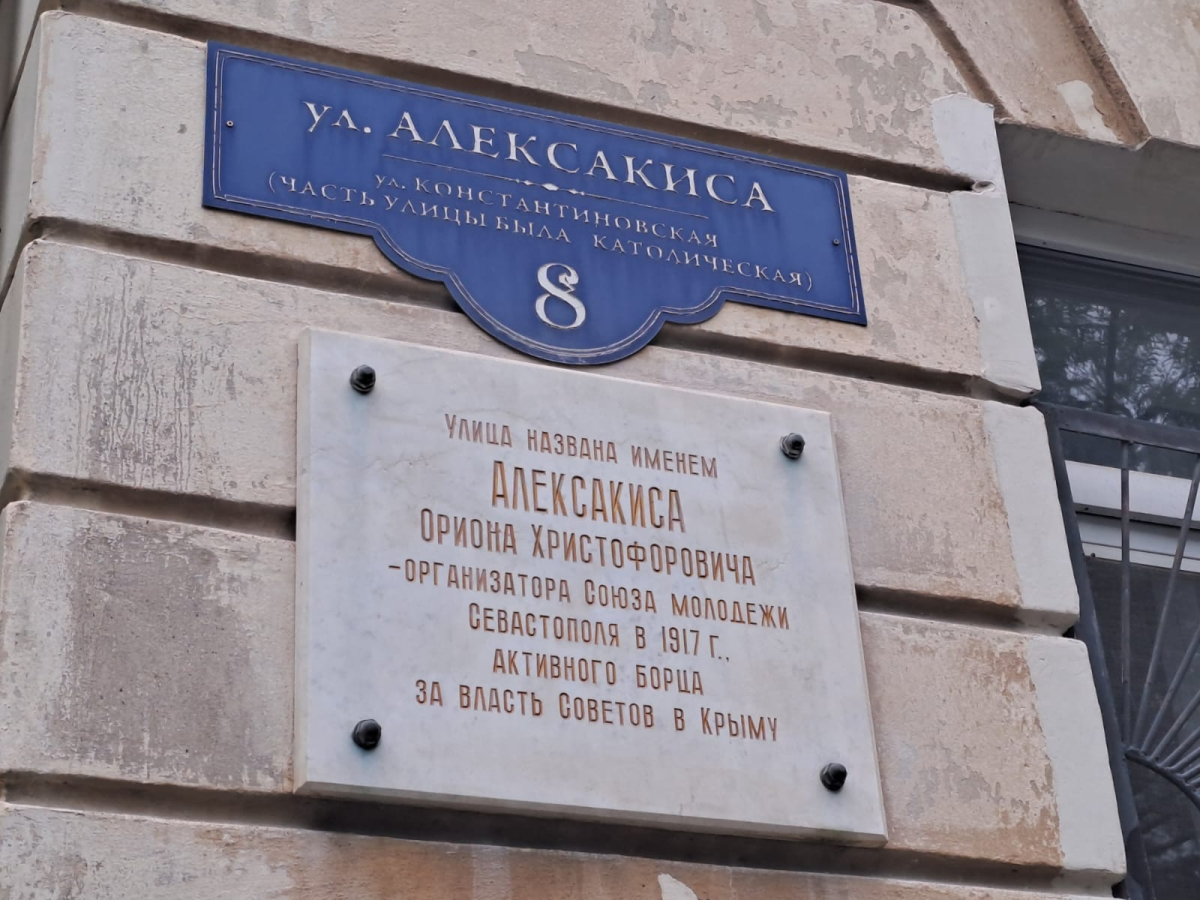 ул. АЛЕКСАКИСА
ул. КОНСТАНТИНОВСКАЯ
(ЧАСТЬ УЛИЦЫ БЫЛА КАТОЛИЧЕСКАЯ)
8
Улица названа именем
АЛЕКСАКИСА
Ориона Христофоровича
-организатора Союза молодежи
Севастополя в 1917 г.,
активного борца
за власть Советов в Крыму